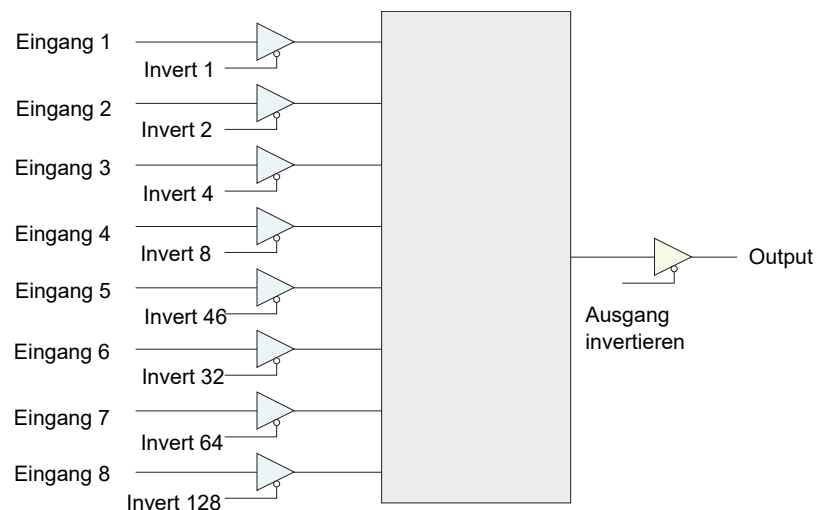 Eingang 1
Invert 1
Eingang 2
Invert 2
Eingang 3
Invert 4
Eingang 4
Invert 8
Eingang 5
Invert 46
Eingang 6
Invert 32
Eingang 7
Invert 64
Eingang 8
Invert 128
Output
Ausgang
invertieren